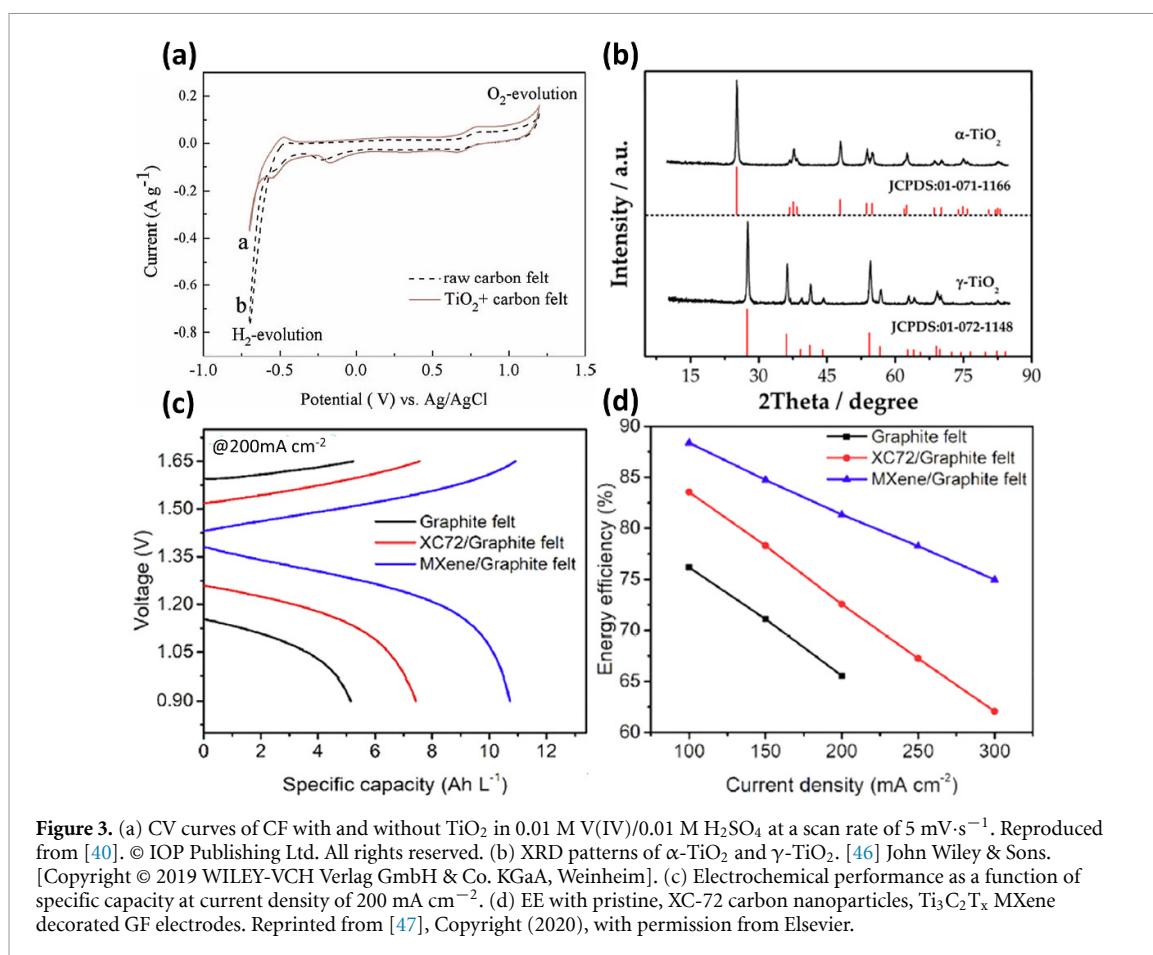 (a)
O₂-evolution
0.2
0.0
-0.2
-0.4
-0.6
-0.8
Current (A g⁻¹)
a
b
H₂-evolution
raw carbon felt
TiO₂+ carbon felt
-1.0 -0.5 0.0 0.5 1.0 1.5
Potential ( V) vs. Ag/AgCl
(b)
Intensity / a.u.
α-TiO₂
JCPDS:01-071-1166
γ-TiO₂
JCPDS:01-072-1148
15 30 45 60 75 90
2Theta / degree
(c)
@200mA cm⁻²
1.65
1.50
1.35
1.20
1.05
0.90
Voltage (V)
Graphite felt
XC72/Graphite felt
MXene/Graphite felt
0 2 4 6 8 10 12
Specific capacity (Ah L⁻¹)
(d)
90
85
80
75
70
65
60
Energy efficiency (%)
Graphite felt
XC72/Graphite felt
MXene/Graphite felt
100 150 200 250 300
Current density (mA cm⁻²)
Figure 3. (a) CV curves of CF with and without TiO₂ in 0.01 M V(IV)/0.01 M H₂SO₄ at a scan rate of 5 mV·s⁻¹. Reproduced
from [40]. © IOP Publishing Ltd. All rights reserved. (b) XRD patterns of α-TiO₂ and γ-TiO₂. [46] John Wiley & Sons.
[Copyright © 2019 WILEY-VCH Verlag GmbH & Co. KGaA, Weinheim]. (c) Electrochemical performance as a function of
specific capacity at current density of 200 mA cm⁻². (d) EE with pristine, XC-72 carbon nanoparticles, Ti₃C₂Tₓ MXene
decorated GF electrodes. Reprinted from [47], Copyright (2020), with permission from Elsevier.